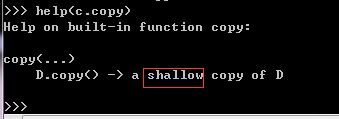 >>> help(c.copy)
Help on built-in function copy:
copy(...)
    D.copy() -> a shallow copy of D
>>>